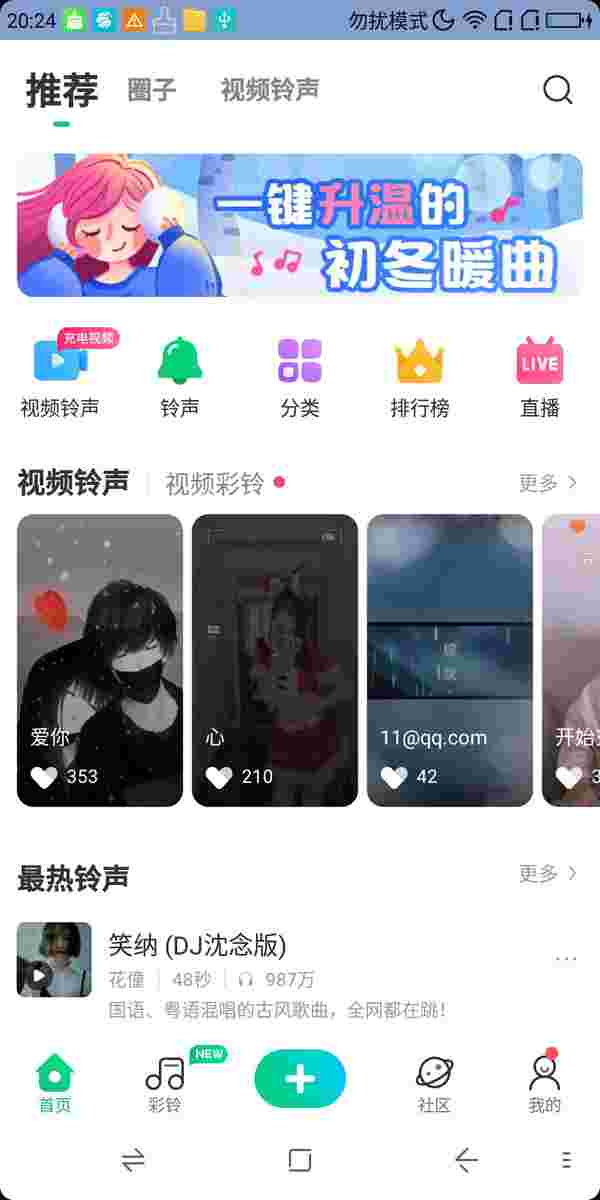 20:24 勿扰模式
推荐 圈子 视频铃声
一键升温的
初冬暖曲
充电视频
LIVE
视频铃声 铃声 分类 排行榜 直播
视频铃声 视频彩铃 更多
爱你 心 11@qq.com 开始
353 210 42 3
最热铃声 更多
笑纳 (DJ沈念版)
花僮 48秒 987万
国语、粤语混唱的古风歌曲，全网都在跳！
NEW
首页 彩铃 社区 我的